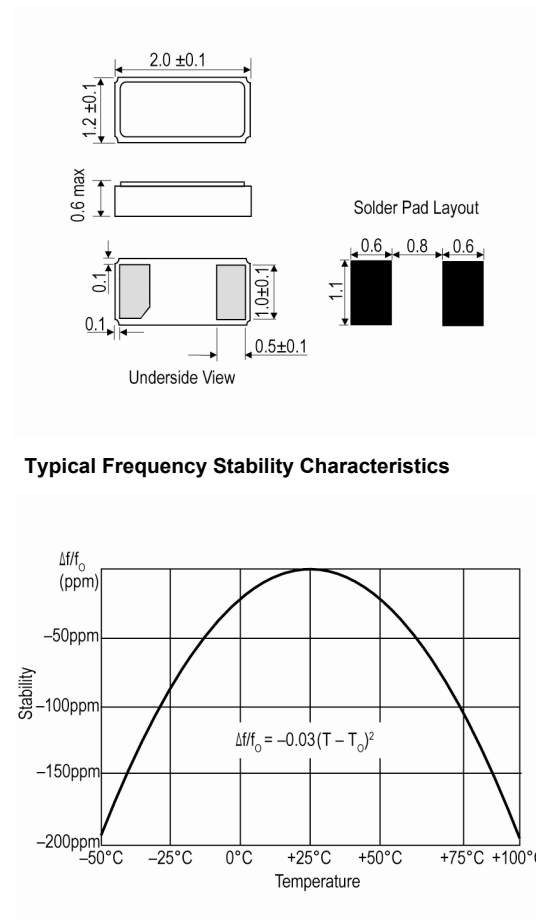 2.0 ±0.1
1.2 ±0.1
0.6 max
Solder Pad Layout
0.6 0.8 0.6
1.1
0.1
1.0±0.1
0.1
0.5±0.1
Underside View
Typical Frequency Stability Characteristics
Δf/fO
(ppm)
–50ppm
–100ppm
–150ppm
–200ppm
Stability
Δf/fO = –0.03(T – TO)²
–50°C –25°C 0°C +25°C +50°C +75°C +100°C
Temperature